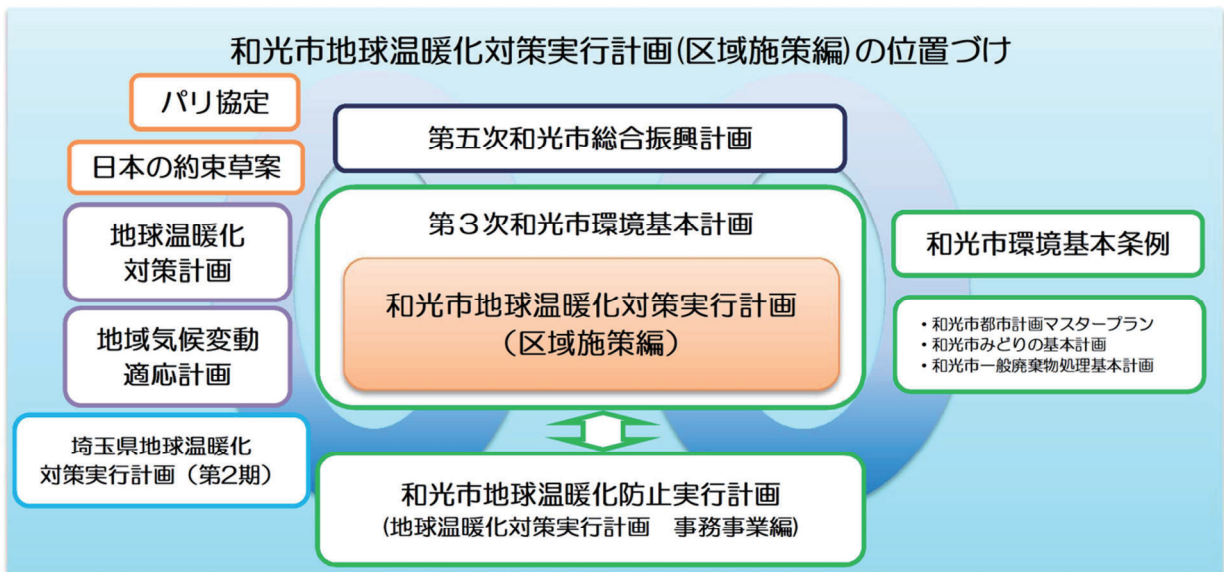 和光市地球温暖化対策実行計画(区域施策編)の位置づけ
パリ協定
日本の約束草案
地球温暖化
対策計画
地域気候変動
適応計画
埼玉県地球温暖化
対策実行計画（第2期）
第五次和光市総合振興計画
第３次和光市環境基本計画
和光市地球温暖化対策実行計画
（区域施策編）
和光市地球温暖化防止実行計画
(地球温暖化対策実行計画　事務事業編)
和光市環境基本条例
・和光市都市計画マスタープラン
・和光市みどりの基本計画
・和光市一般廃棄物処理基本計画